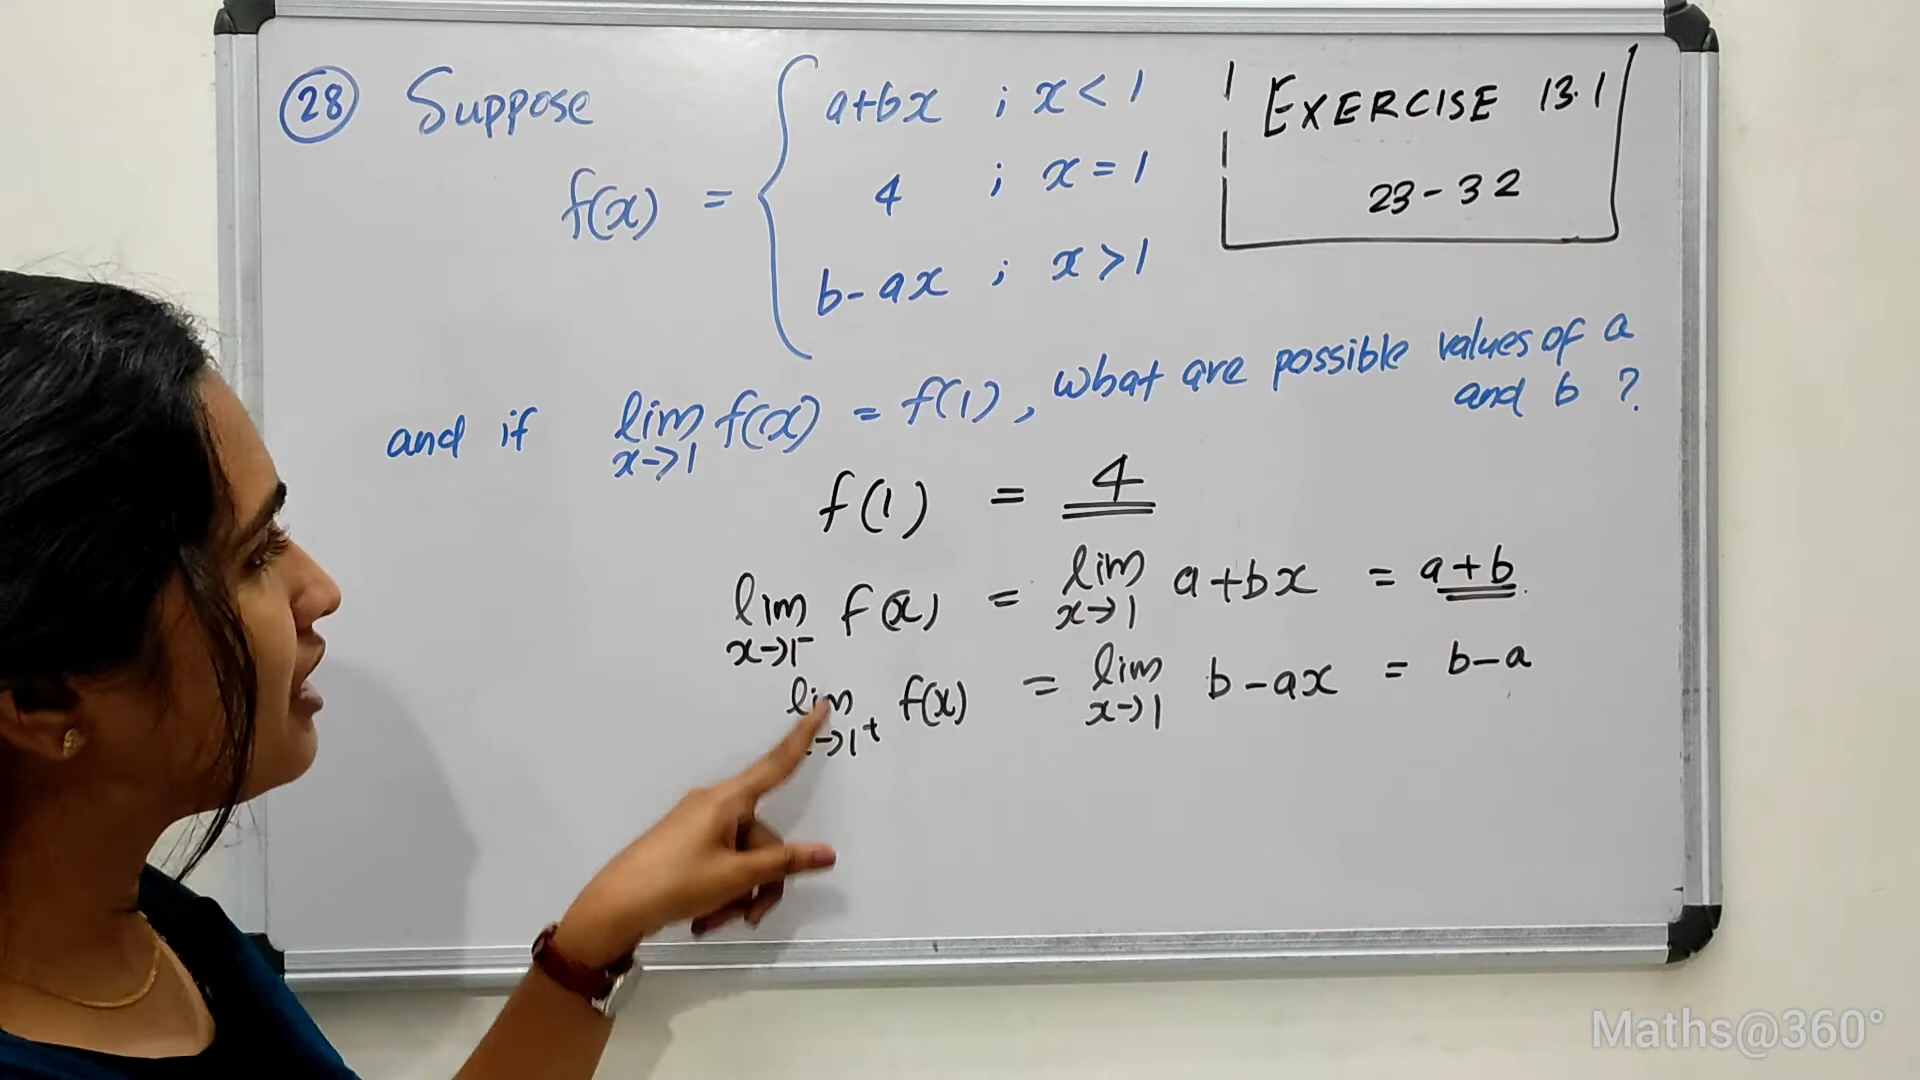 28 Suppose
f(x) = { a+bx ; x < 1
4 ; x = 1
b-ax ; x > 1
EXERCISE 13.1
23-32
and if lim x→1 f(x) = f(1), what are possible values of a
and b ?
f(1) = 4
lim x→1⁻ f(x) = lim x→1 a+bx = a+b.
lim x→1⁺ f(x) = lim x→1 b-ax = b-a
Maths@360°